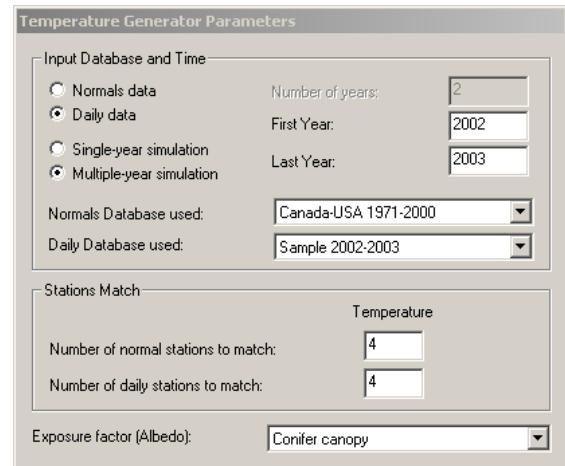 Temperature Generator Parameters
Input Database and Time
Normals data
Number of years: 2
Daily data
First Year: 2002
Single-year simulation
Last Year: 2003
Multiple-year simulation
Normals Database used: Canada-USA 1971-2000
Daily Database used: Sample 2002-2003
Stations Match
Temperature
Number of normal stations to match: 4
Number of daily stations to match: 4
Exposure factor (Albedo): Conifer canopy